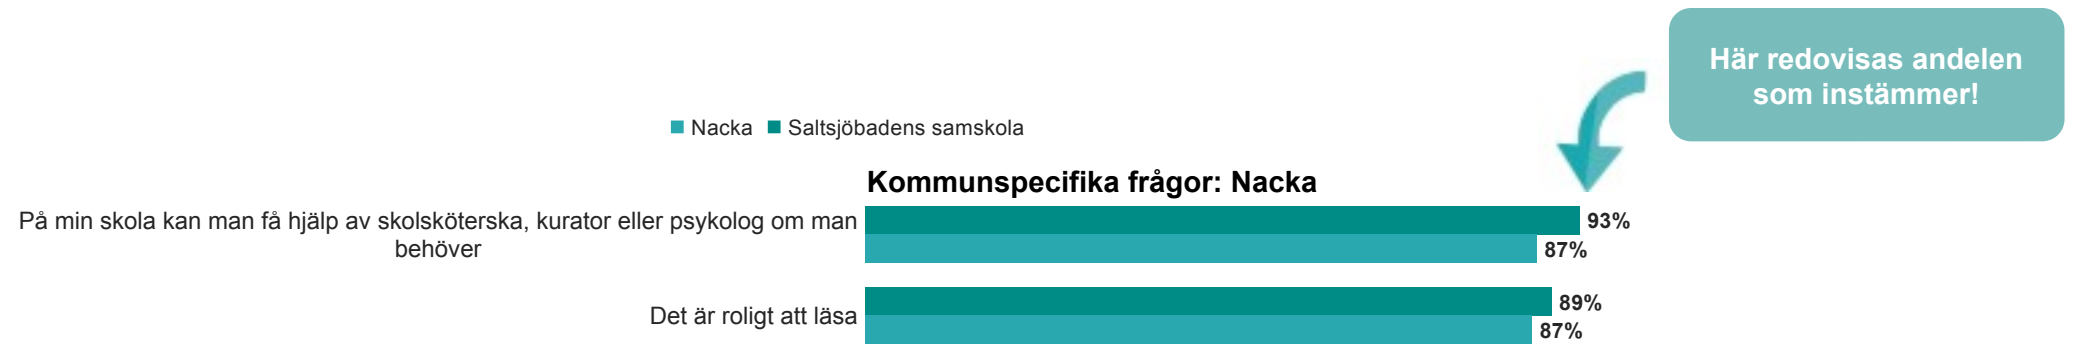 Här redovisas andelen
som instämmer!
Nacka Saltsjöbadens samskola
Kommunspecifika frågor: Nacka
På min skola kan man få hjälp av skolsköterska, kurator eller psykolog om man
behöver
93%
87%
Det är roligt att läsa
89%
87%